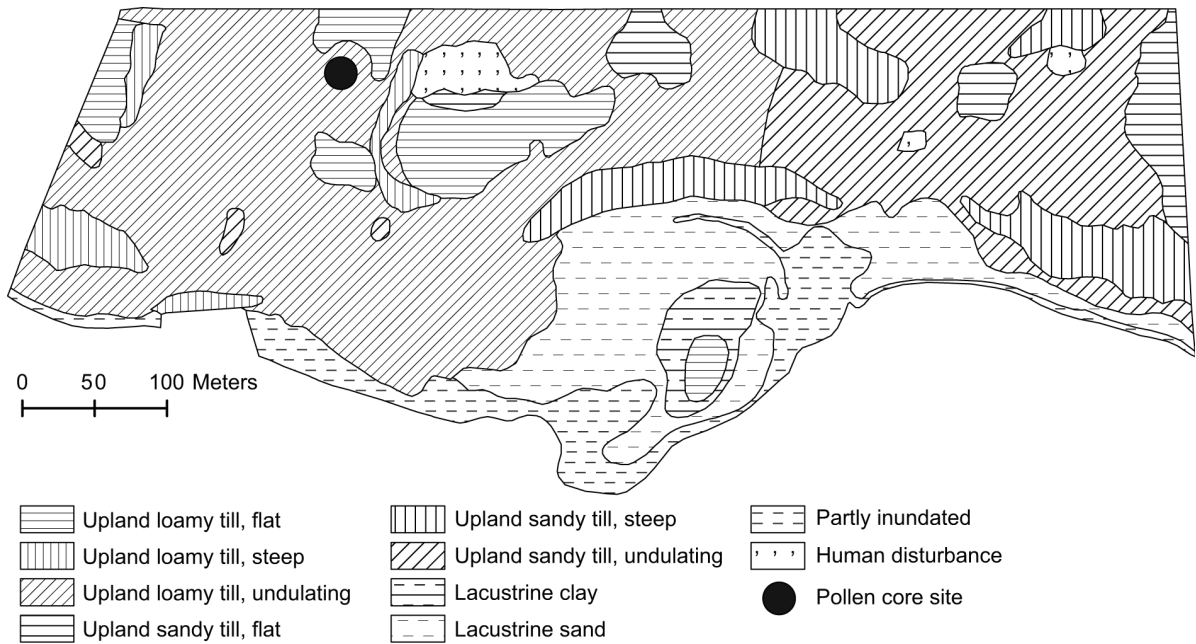 0 50 100 Meters
Upland loamy till, flat
Upland loamy till, steep
Upland loamy till, undulating
Upland sandy till, flat
Upland sandy till, steep
Upland sandy till, undulating
Lacustrine clay
Lacustrine sand
Partly inundated
Human disturbance
Pollen core site